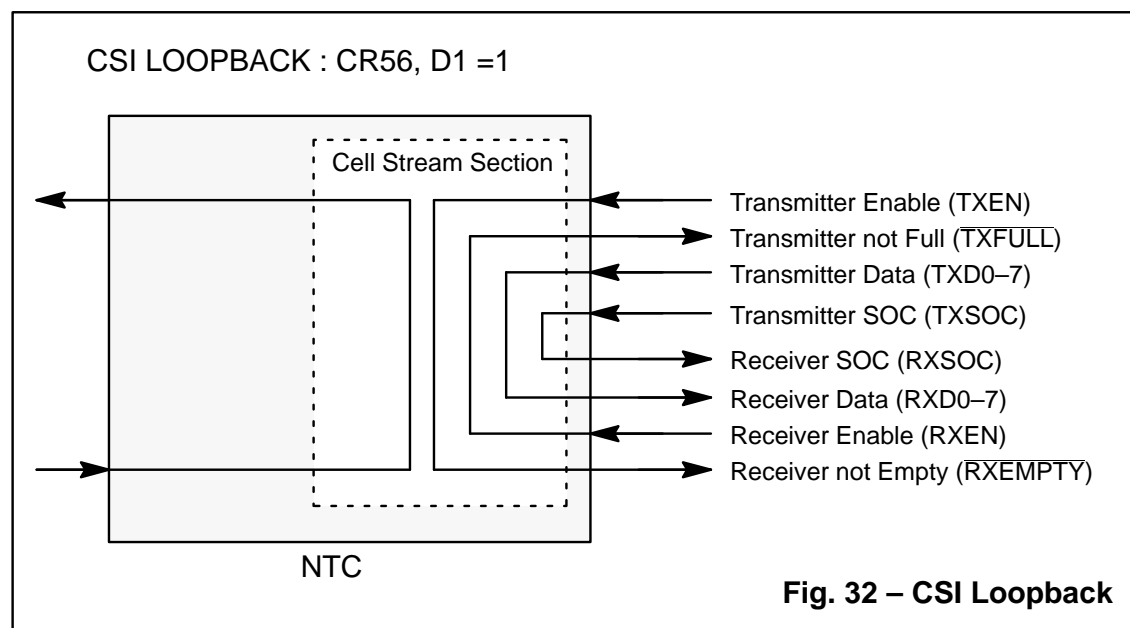 CSI LOOPBACK : CR56, D1 =1
Cell Stream Section
Transmitter Enable (TXEN)
Transmitter not Full (T̅X̅F̅U̅L̅L̅)
Transmitter Data (TXD0–7)
Transmitter SOC (TXSOC)
Receiver SOC (RXSOC)
Receiver Data (RXD0–7)
Receiver Enable (RXEN)
Receiver not Empty (R̅X̅E̅M̅P̅T̅Y̅)
NTC
Fig. 32 – CSI Loopback